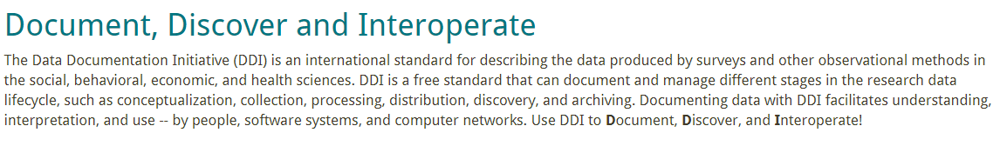 Document, Discover and Interoperate
The Data Documentation Initiative (DDI) is an international standard for describing the data produced by surveys and other observational methods in
the social, behavioral, economic, and health sciences. DDI is a free standard that can document and manage different stages in the research data
lifecycle, such as conceptualization, collection, processing, distribution, discovery, and archiving. Documenting data with DDI facilitates understanding,
interpretation, and use -- by people, software systems, and computer networks. Use DDI to Document, Discover, and Interoperate!